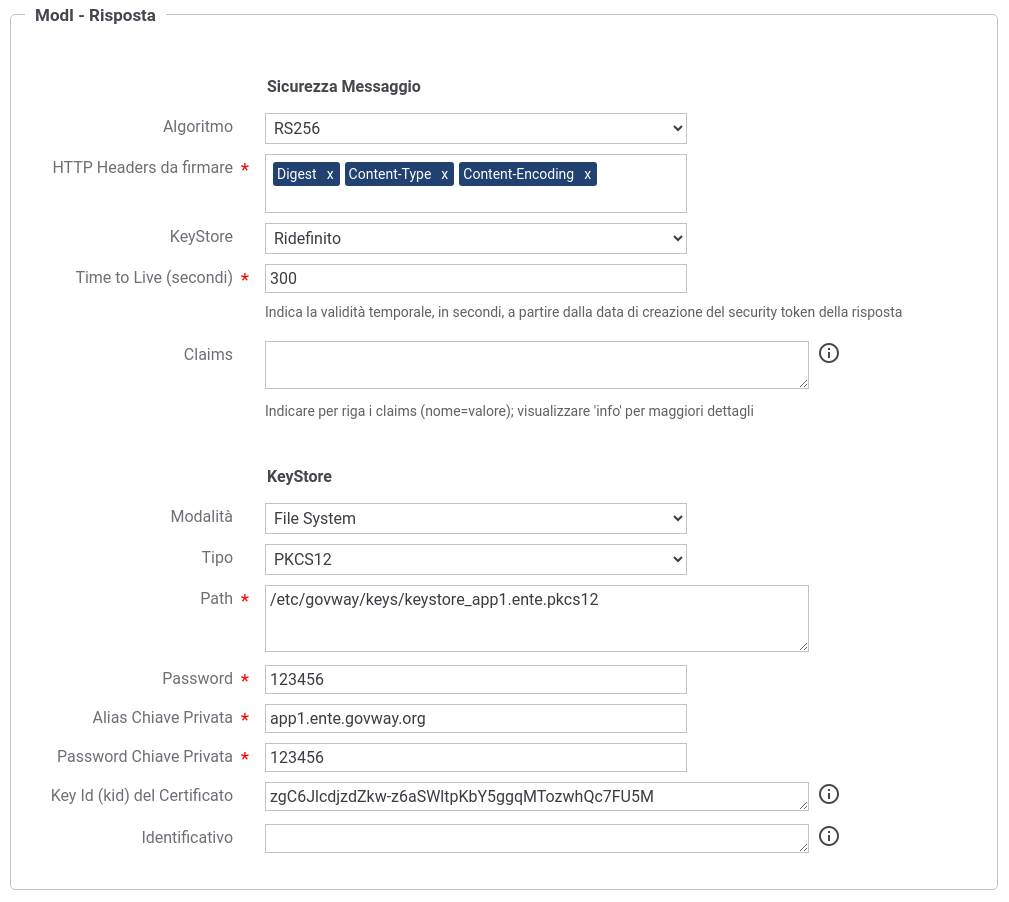 ModI - Risposta
Sicurezza Messaggio
Algoritmo RS256
HTTP Headers da firmare * Digest x Content-Type x Content-Encoding x
KeyStore Ridefinito
Time to Live (secondi) * 300
Indica la validità temporale, in secondi, a partire dalla data di creazione del security token della risposta
Claims
Indicare per riga i claims (nome=valore); visualizzare 'info' per maggiori dettagli
KeyStore
Modalità File System
Tipo PKCS12
Path * /etc/govway/keys/keystore_app1.ente.pkcs12
Password * 123456
Alias Chiave Privata * app1.ente.govway.org
Password Chiave Privata * 123456
Key Id (kid) del Certificato zgC6JlcdjzdZkw-z6aSWltpKbY5ggqMTozwhQc7FU5M
Identificativo